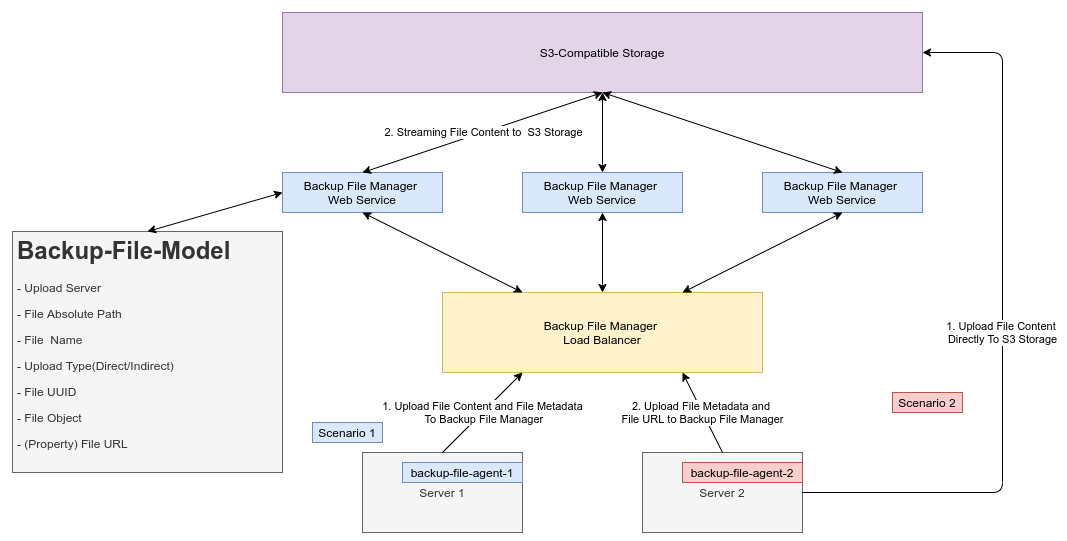 S3-Compatible Storage
2. Streaming File Content to  S3 Storage
Backup File Manager
Web Service
Backup File Manager
Web Service
Backup File Manager
Web Service
Backup-File-Model
- Upload Server
- File Absolute Path
- File  Name
- Upload Type(Direct/Indirect)
- File UUID
- File Object
- (Property) File URL
Backup File Manager
Load Balancer
1. Upload File Content
Directly To S3 Storage
1. Upload File Content and File Metadata
To Backup File Manager
2. Upload File Metadata and
File URL to Backup File Manager
Scenario 1
Scenario 2
backup-file-agent-1
Server 1
backup-file-agent-2
Server 2